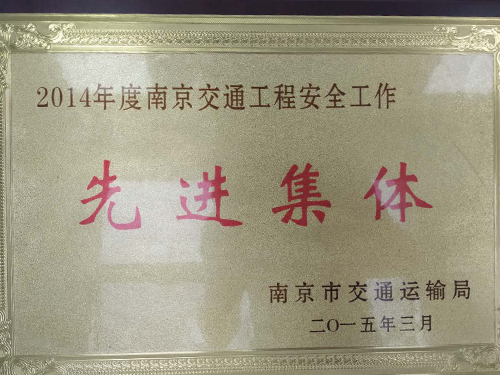 2014年度南京交通工程安全工作
先进集体
南京市交通运输局
二〇一五年三月